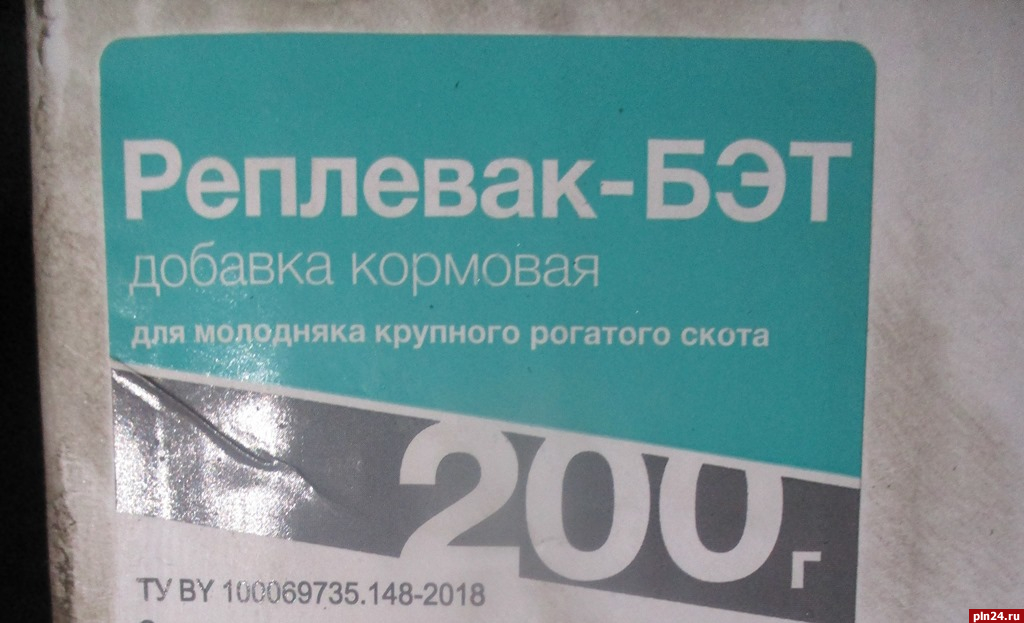 Реплевак-БЭТ
добавка кормовая
для молодняка крупного рогатого скота
200 г
ТУ BY 100069735.148-2018
pln24.ru